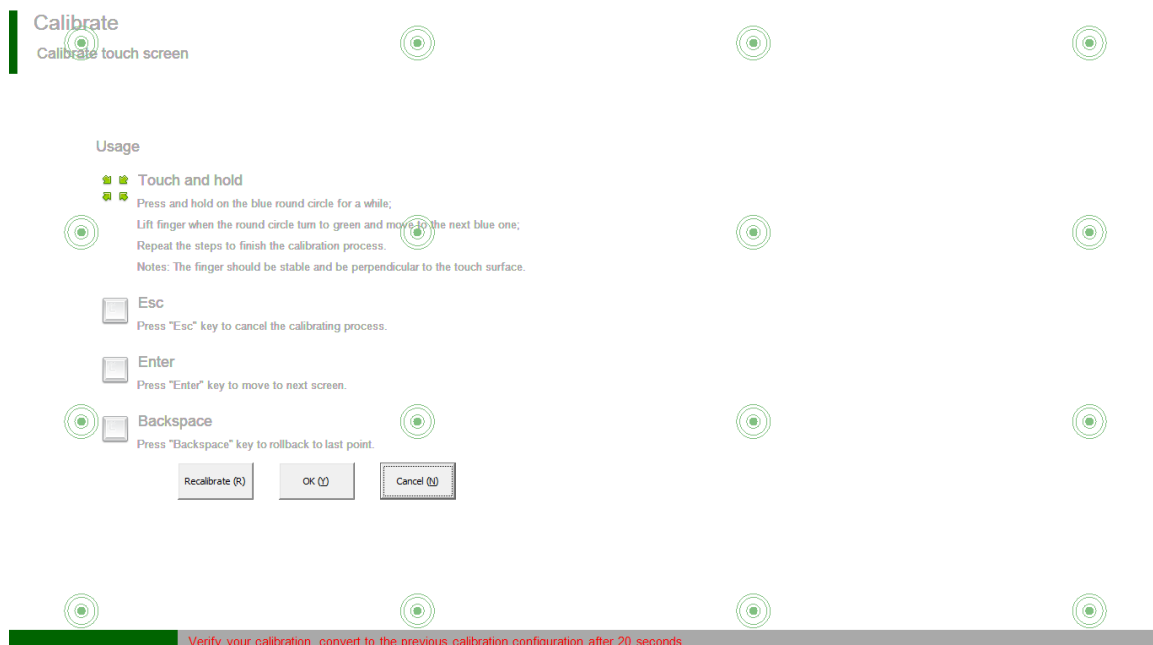 Calibrate
Calibrate touch screen
Usage
Touch and hold
Press and hold on the blue round circle for a while;
Lift finger when the round circle turn to green and move to the next blue one;
Repeat the steps to finish the calibration process.
Notes: The finger should be stable and be perpendicular to the touch surface.
Esc
Press "Esc" key to cancel the calibrating process.
Enter
Press "Enter" key to move to next screen.
Backspace
Press "Backspace" key to rollback to last point.
Recalibrate (R) OK (Y) Cancel (N)
Verify your calibration, convert to the previous calibration configuration after 20 seconds